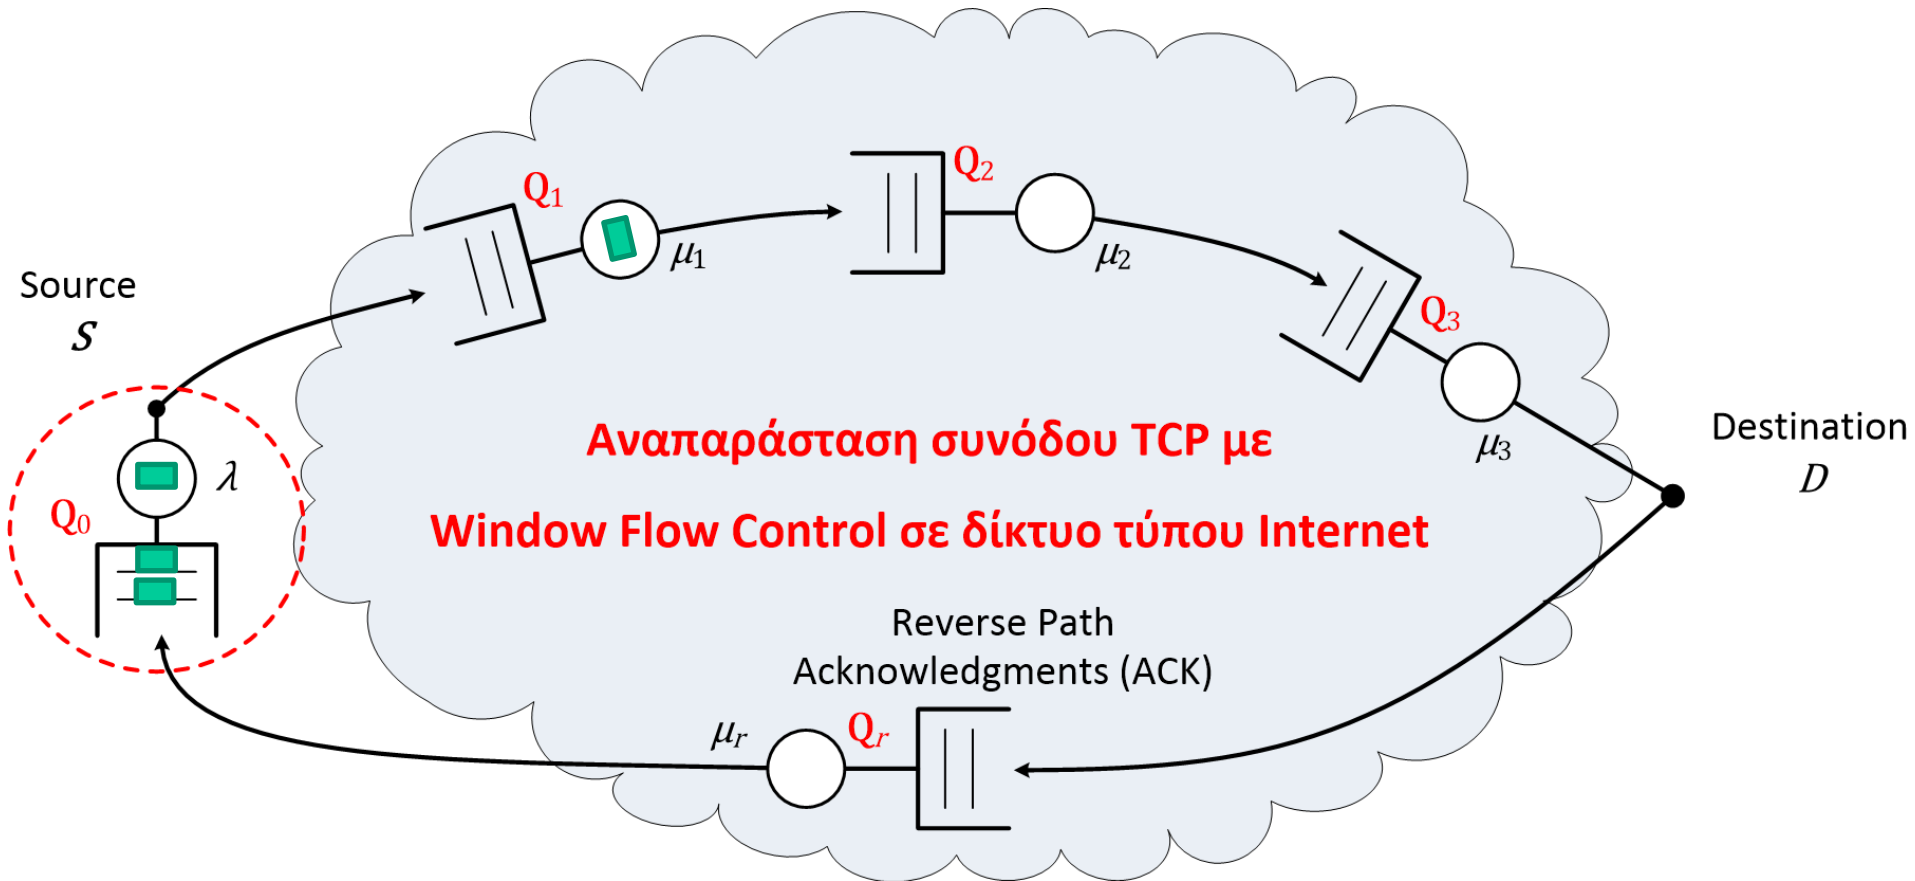 Q₁
μ₁
Q₂
μ₂
Q₃
μ₃
Source
S
λ
Q₀
Αναπαράσταση συνόδου TCP με
Window Flow Control σε δίκτυο τύπου Internet
Destination
D
Reverse Path
Acknowledgments (ACK)
μᵣ
Qᵣ